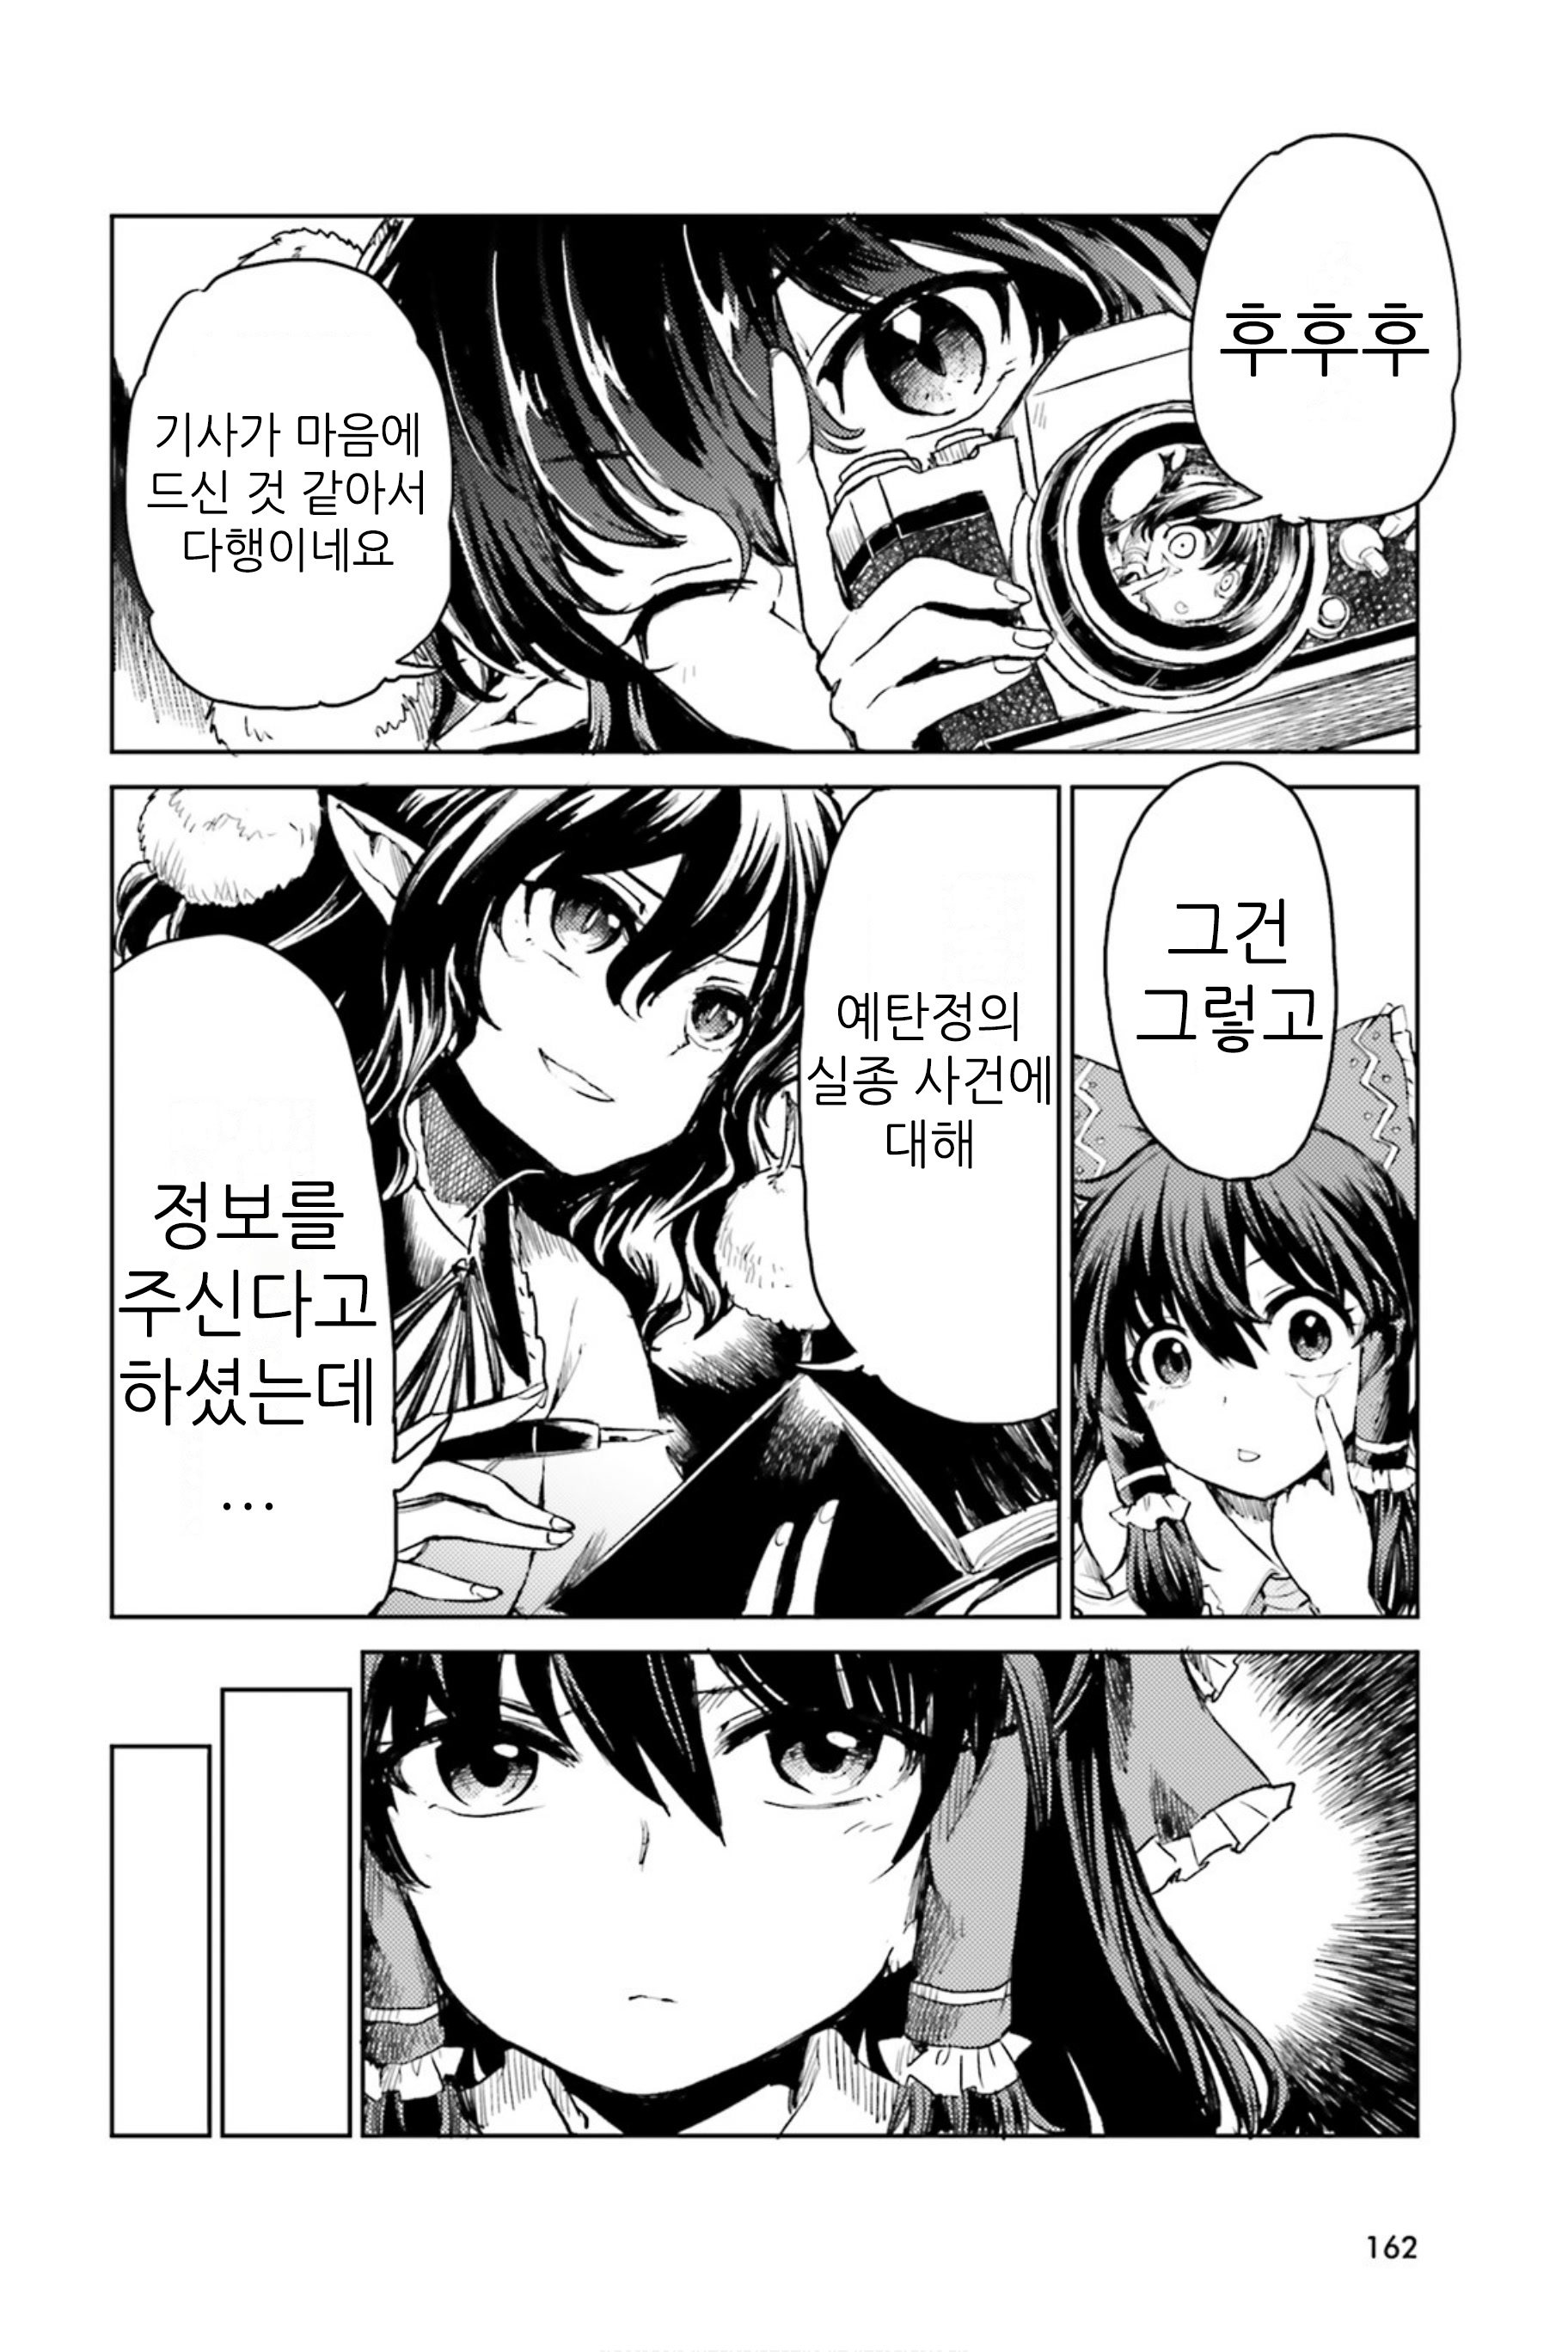 후후후
기사가 마음에
드신 것 같아서
다행이네요
그건
그렇고
예탄정의
실종 사건에
대해
정보를
주신다고
하셨는데
…
162